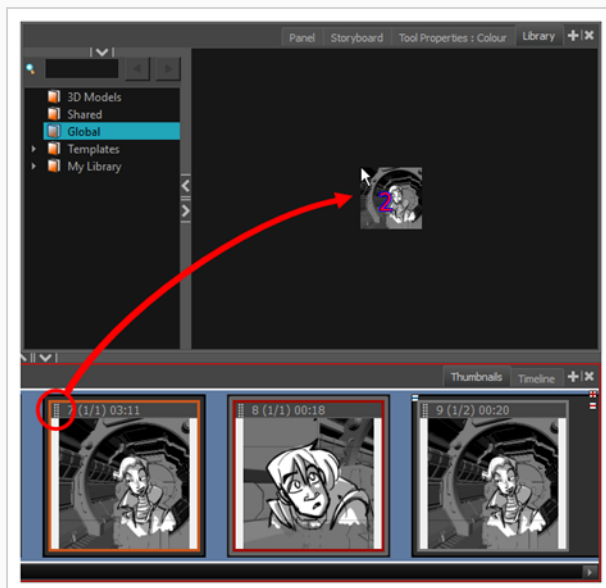 Panel Storyboard Tool Properties : Colour Library
3D Models
Shared
Global
Templates
My Library
2
Thumbnails Timeline
7 (1/1) 03:11 8 (1/1) 00:18 9 (1/2) 00:20